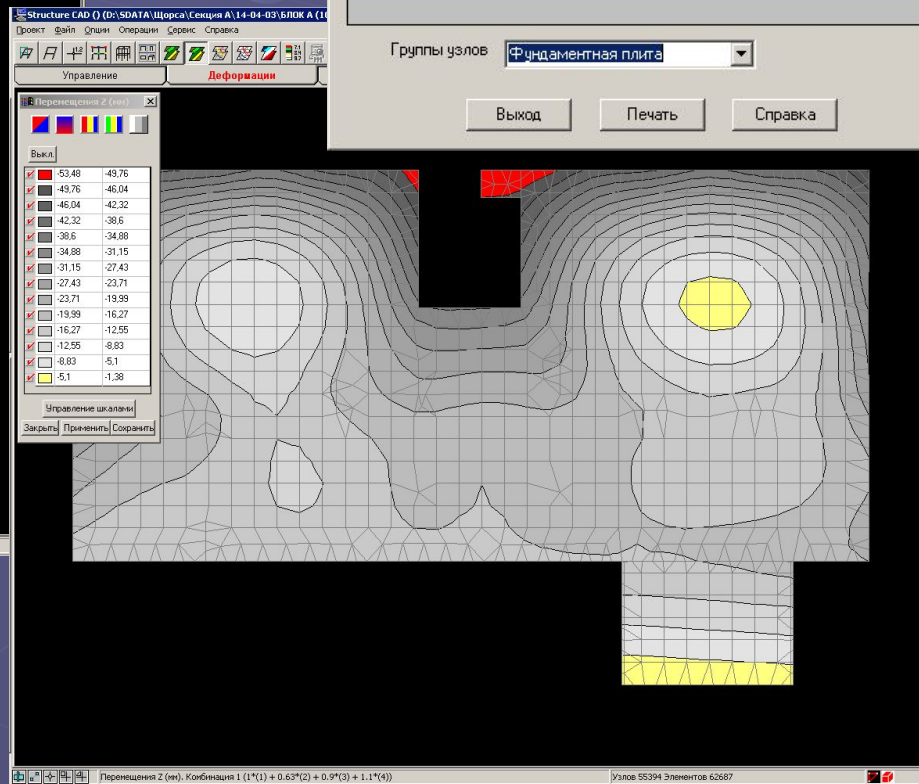 Structure CAD () (D:\SDATA\Щорса\Секция А\14-04-03\БЛОК А (10
Проект Файл Опции Операции Сервис Справка
Управление Деформации
Группы узлов Фундаментная плита
Выход Печать Справка
Перемещения Z (мм)
Выкл.
-53,48 -49,76
-49,76 -46,04
-46,04 -42,32
-42,32 -38,6
-38,6 -34,88
-34,88 -31,15
-31,15 -27,43
-27,43 -23,71
-23,71 -19,99
-19,99 -16,27
-16,27 -12,55
-12,55 -8,83
-8,83 -5,1
-5,1 -1,38
Управление шкалами
Закрыть Применить Сохранить
Перемещения Z (мм). Комбинация 1 (1*(1) + 0.63*(2) + 0.9*(3) + 1.1*(4))
Узлов 55394 Элементов 62687